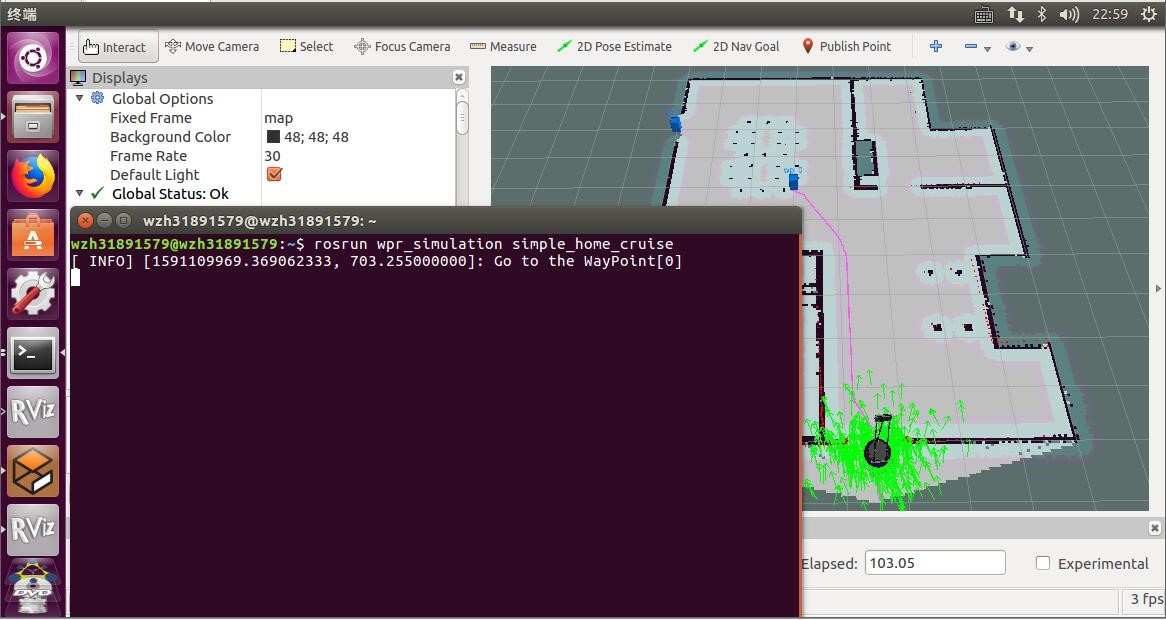 终端
22:59
Interact
Move Camera
Select
Focus Camera
Measure
2D Pose Estimate
2D Nav Goal
Publish Point
Displays
Global Options
Fixed Frame
map
Background Color
48; 48; 48
Frame Rate
30
Default Light
Global Status: Ok
wzh31891579@wzh31891579: ~
wzh31891579@wzh31891579:~$ rosrun wpr_simulation simple_home_cruise
[ INFO] [1591109969.369062333, 703.255000000]: Go to the WayPoint[0]
RViz
RViz
DVD
Elapsed:
103.05
Experimental
3 fps